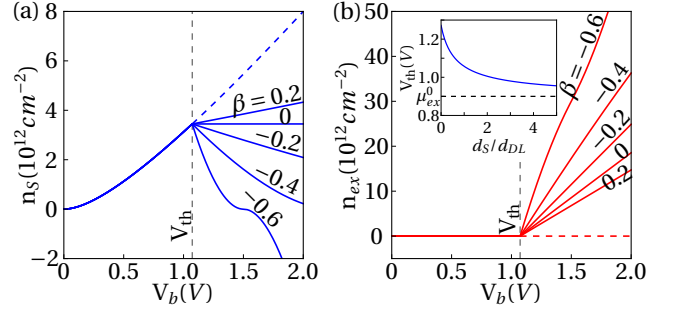 (a)
n_S(10^12 cm^−2)
8
6
4
2
0
−2
β = 0.2
0
−0.2
−0.4
−0.6
V_th
0
0.5
1.0
1.5
2.0
V_b(V)
(b)
n_ex(10^12 cm^−2)
50
40
30
20
10
0
β=−0.6
−0.4
−0.2
0
0.2
V_th
0
0.5
1.0
1.5
2.0
V_b(V)
V_th(V)
1.2
1.0
μ^0_ex
0.8
0
2
4
d_S/d_DL